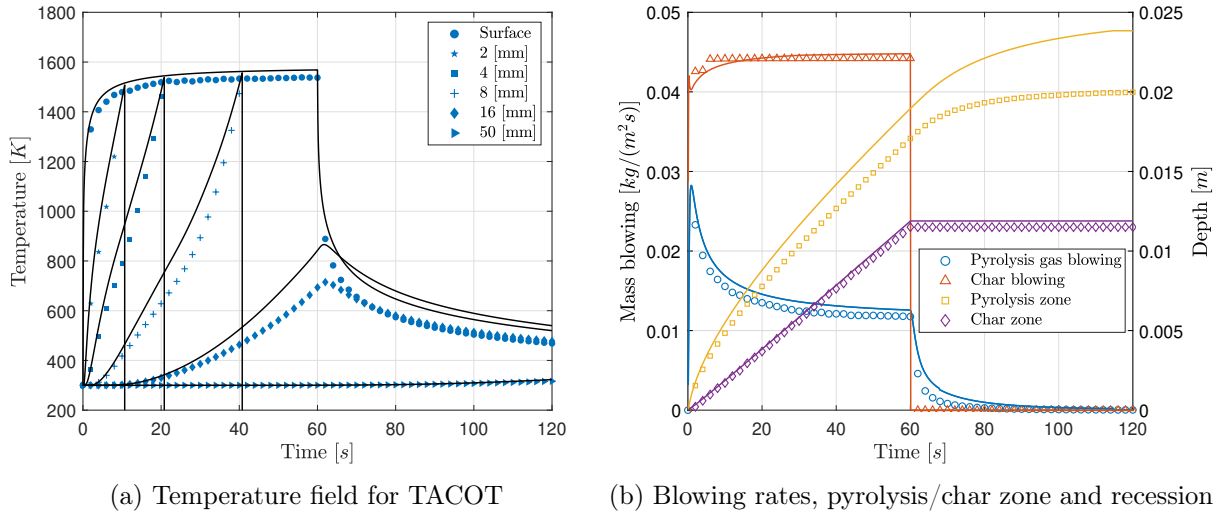 1800
1600
1400
1200
1000
800
600
400
200
0
20
40
60
80
100
120
Temperature [K]
Time [s]
Surface
2 [mm]
4 [mm]
8 [mm]
16 [mm]
50 [mm]
(a) Temperature field for TACOT
0.05
0.04
0.03
0.02
0.01
0
0
20
40
60
80
100
120
0.025
0.02
0.015
0.01
0.005
0
Mass blowing [kg/(m²s)]
Depth [m]
Time [s]
Pyrolysis gas blowing
Char blowing
Pyrolysis zone
Char zone
(b) Blowing rates, pyrolysis/char zone and recession